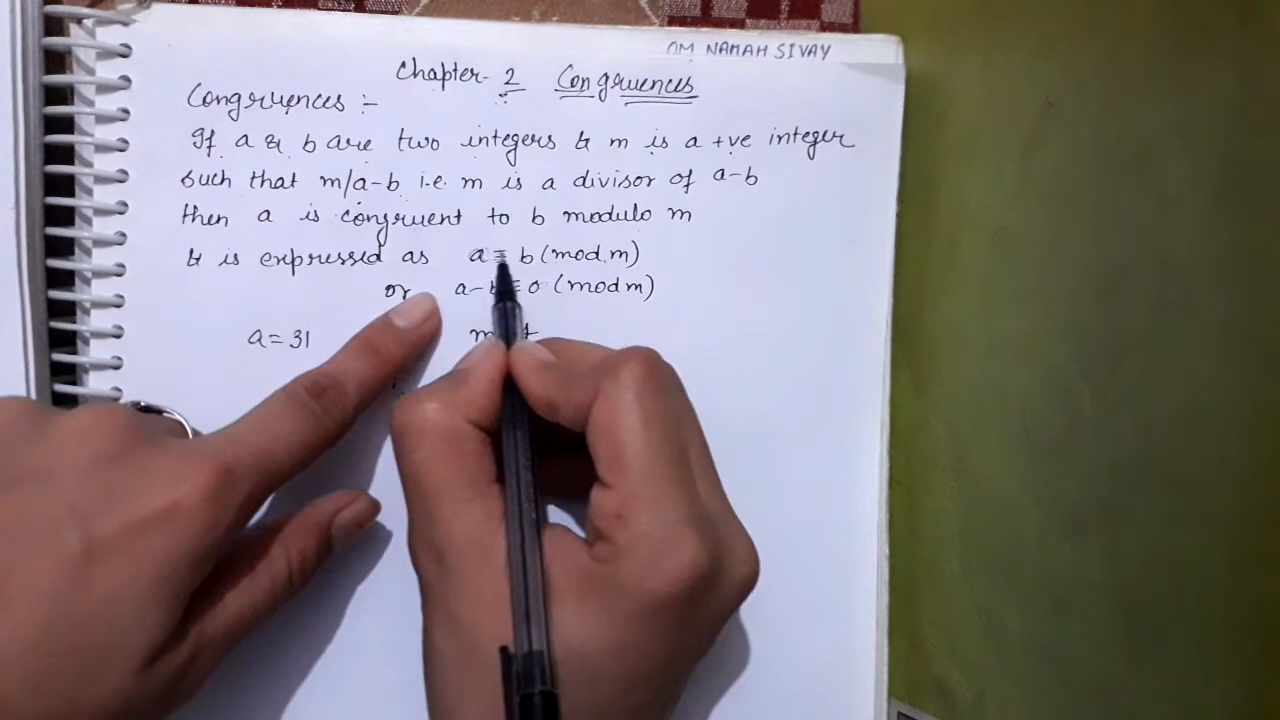 OM NAMAH SIVAY
Chapter- 2 Congruences
Congruences :-
If a & b are two integers & m is a +ve integer
such that m/a-b i.e. m is a divisor of a-b
then a is congruent to b modulo m
& is expressed as a ≡ b (mod m)
or a-b ≡ 0 (mod m)
a = 31 m